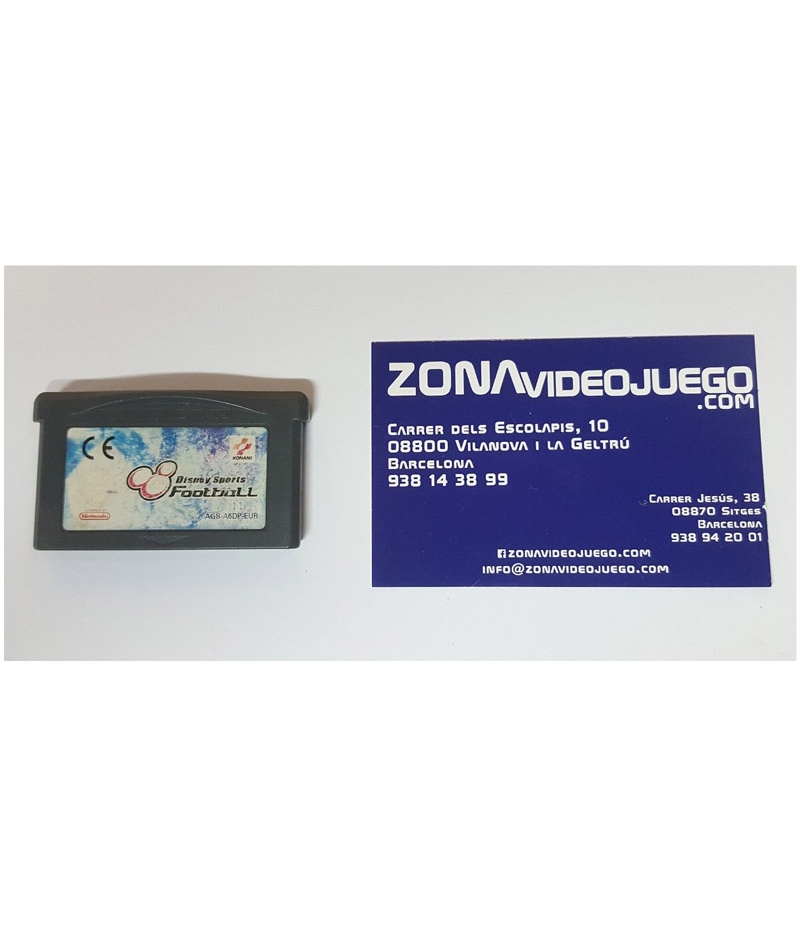 CE
KONAMI
Disney Sports
Football
Nintendo
AGB-A6DP-EUR
ZONAVIDEOJUEGO
.COM
CARRER DELS ESCOLAPIS, 10
08800 VILANOVA I LA GELTRÚ
BARCELONA
938 14 38 99
CARRER JESÚS, 38
08870 SITGES
BARCELONA
938 94 20 01
ZONAVIDEOJUEGO.COM
INFO@ZONAVIDEOJUEGO.COM